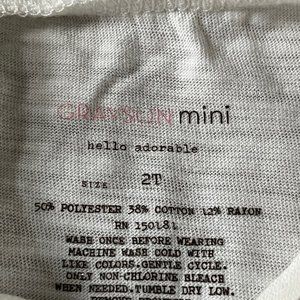 GRAYSON mini
hello adorable
SIZE 2T
50% POLYESTER 38% COTTON 12% RAYON
RN 150181
WASH ONCE BEFORE WEARING
MACHINE WASH COLD WITH
LIKE COLORS. GENTLE CYCLE.
ONLY NON-CHLORINE BLEACH
WHEN NEEDED. TUMBLE DRY LOW.